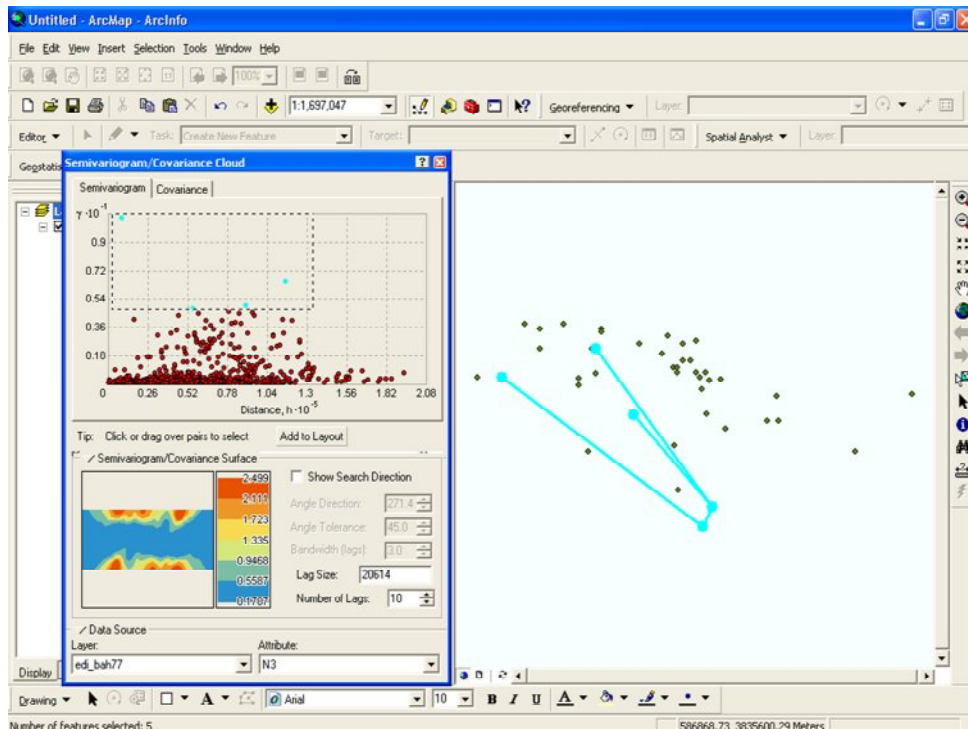 Untitled - ArcMap - ArcInfo
File Edit View Insert Selection Tools Window Help
100%
1:1,697,047 Georeferencing Layer:
Editor Task: Create New Feature Target: Spatial Analyst Layer:
Geostatis
Semivariogram/Covariance Cloud
Semivariogram Covariance
γ·10⁻¹
0.9
0.72
0.54
0.36
0.18
0 0.26 0.52 0.78 1.04 1.3 1.56 1.82 2.08
Distance, h·10⁻⁵
Tip: Click or drag over pairs to select Add to Layout
Semivariogram/Covariance Surface
2.499
2.111
1.723
1.335
0.9468
0.5587
0.1707
Show Search Direction
Angle Direction: 271.4
Angle Tolerance: 45.0
Bandwidth (lags): 3.0
Lag Size: 20614
Number of Lags: 10
Data Source
Layer: Attribute:
edi_bah77 N3
Display
Drawing A Arial 10 B I U A
Number of features selected: 5 586868.73 3835600.29 Meters